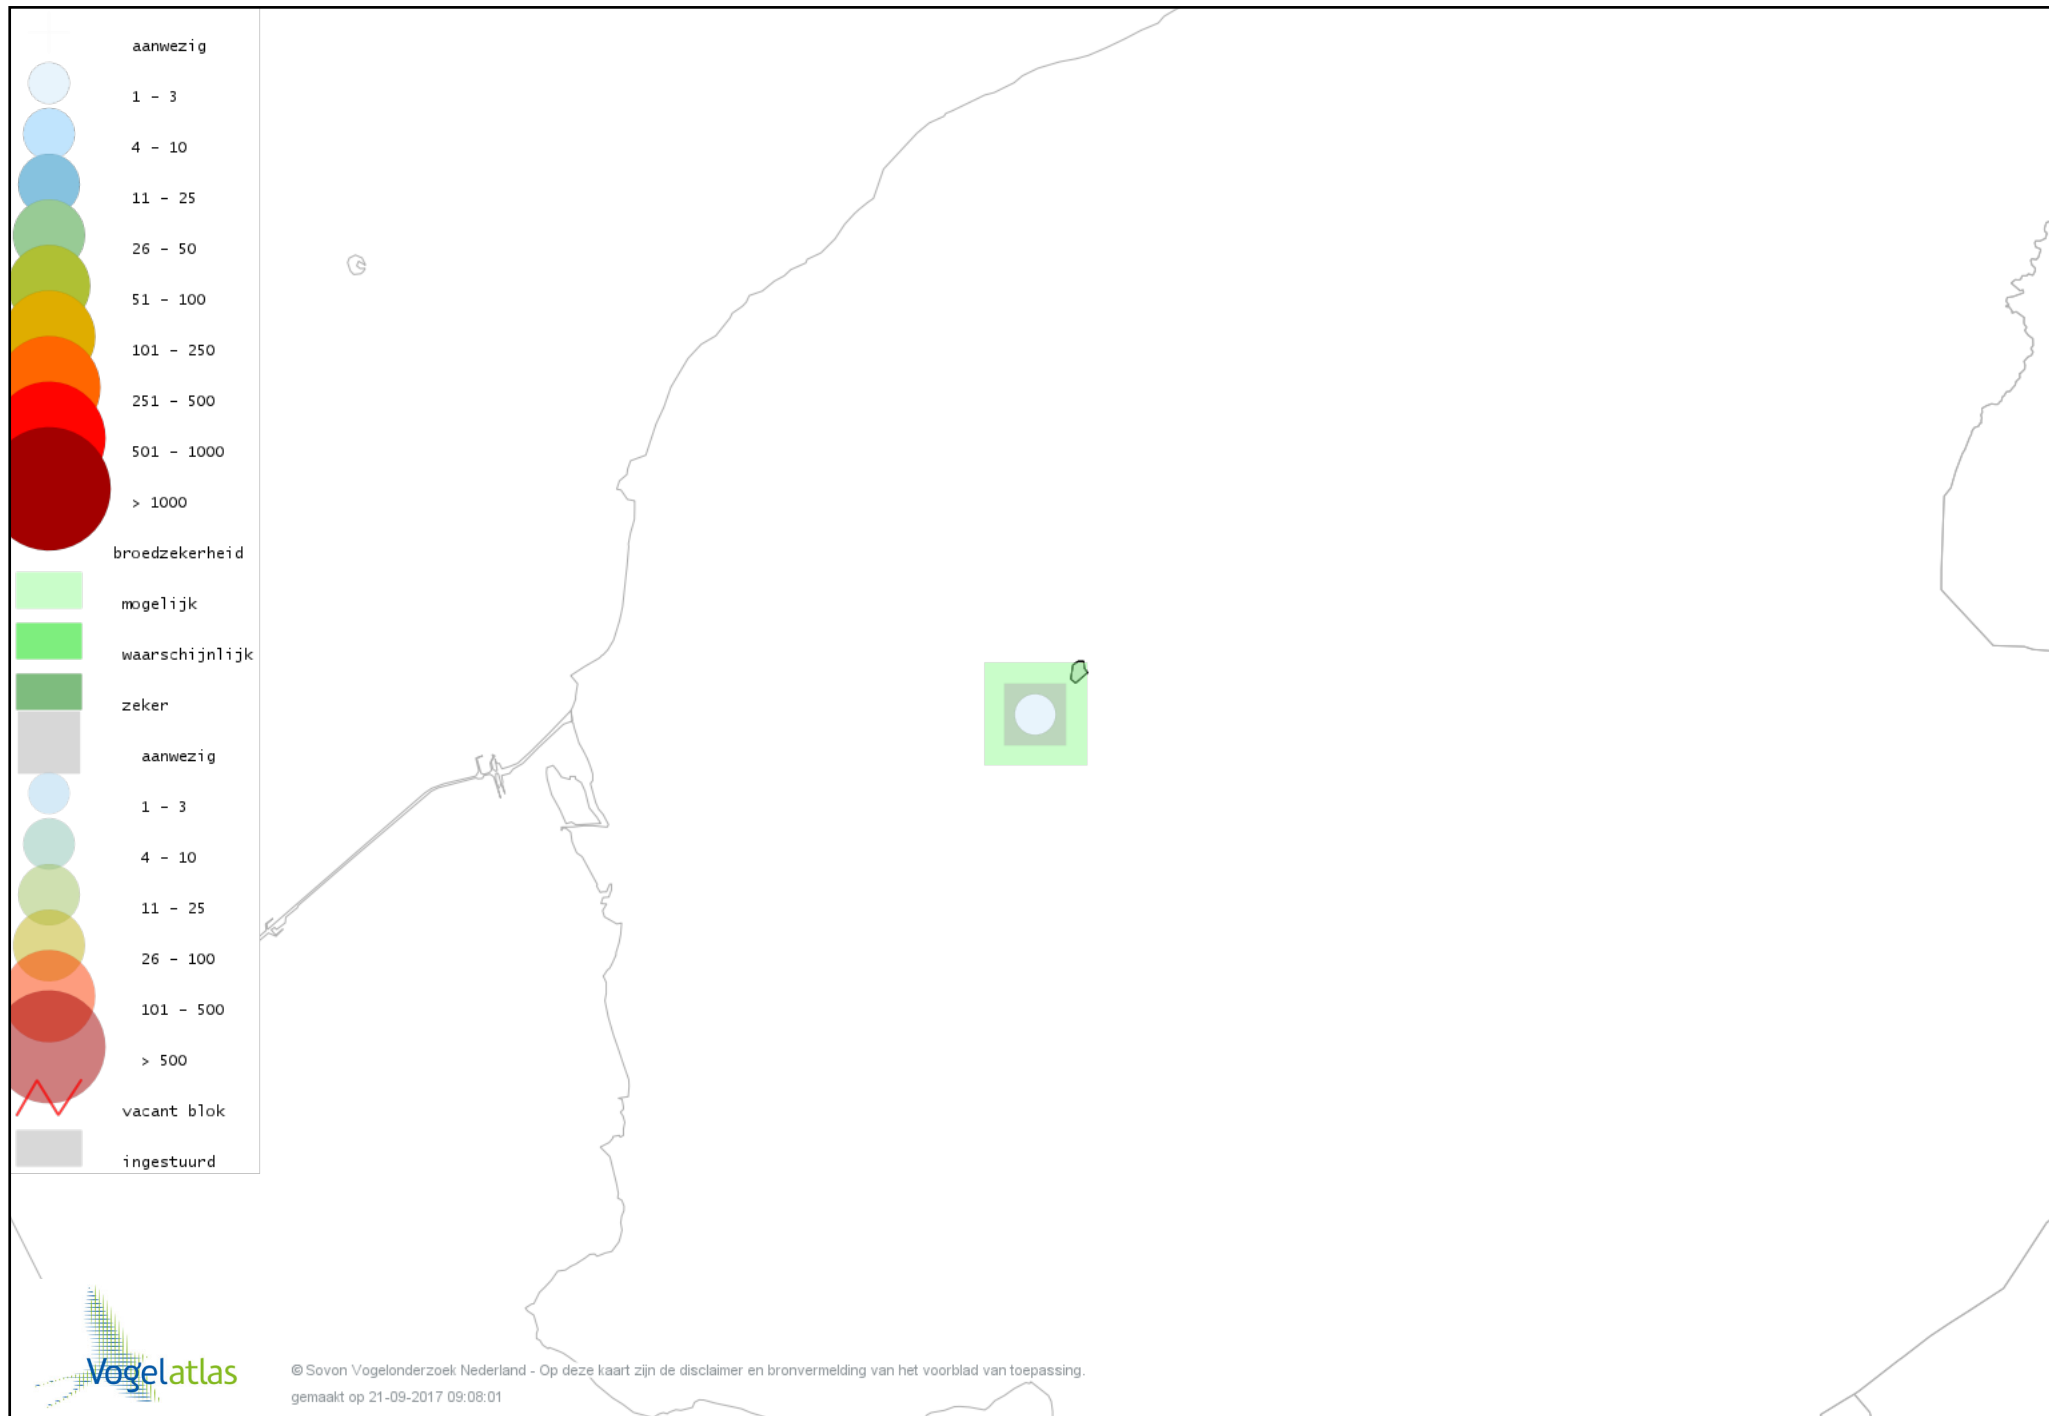 aanwezig
1 - 3
4 - 10
11 - 25
26 - 50
51 - 100
101 - 250
251 - 500
501 - 1000
> 1000
broedzekerheid
mogelijk
waarschijnlijk
zeker
aanwezig
1 - 3
4 - 10
11 - 25
26 - 100
101 - 500
> 500
vacant blok
ingestuurd
Vogelatlas
© Sovon Vogelonderzoek Nederland - Op deze kaart zijn de disclaimer en bronvermelding van het voorblad van toepassing.
gemaakt op 21-09-2017 09:08:01